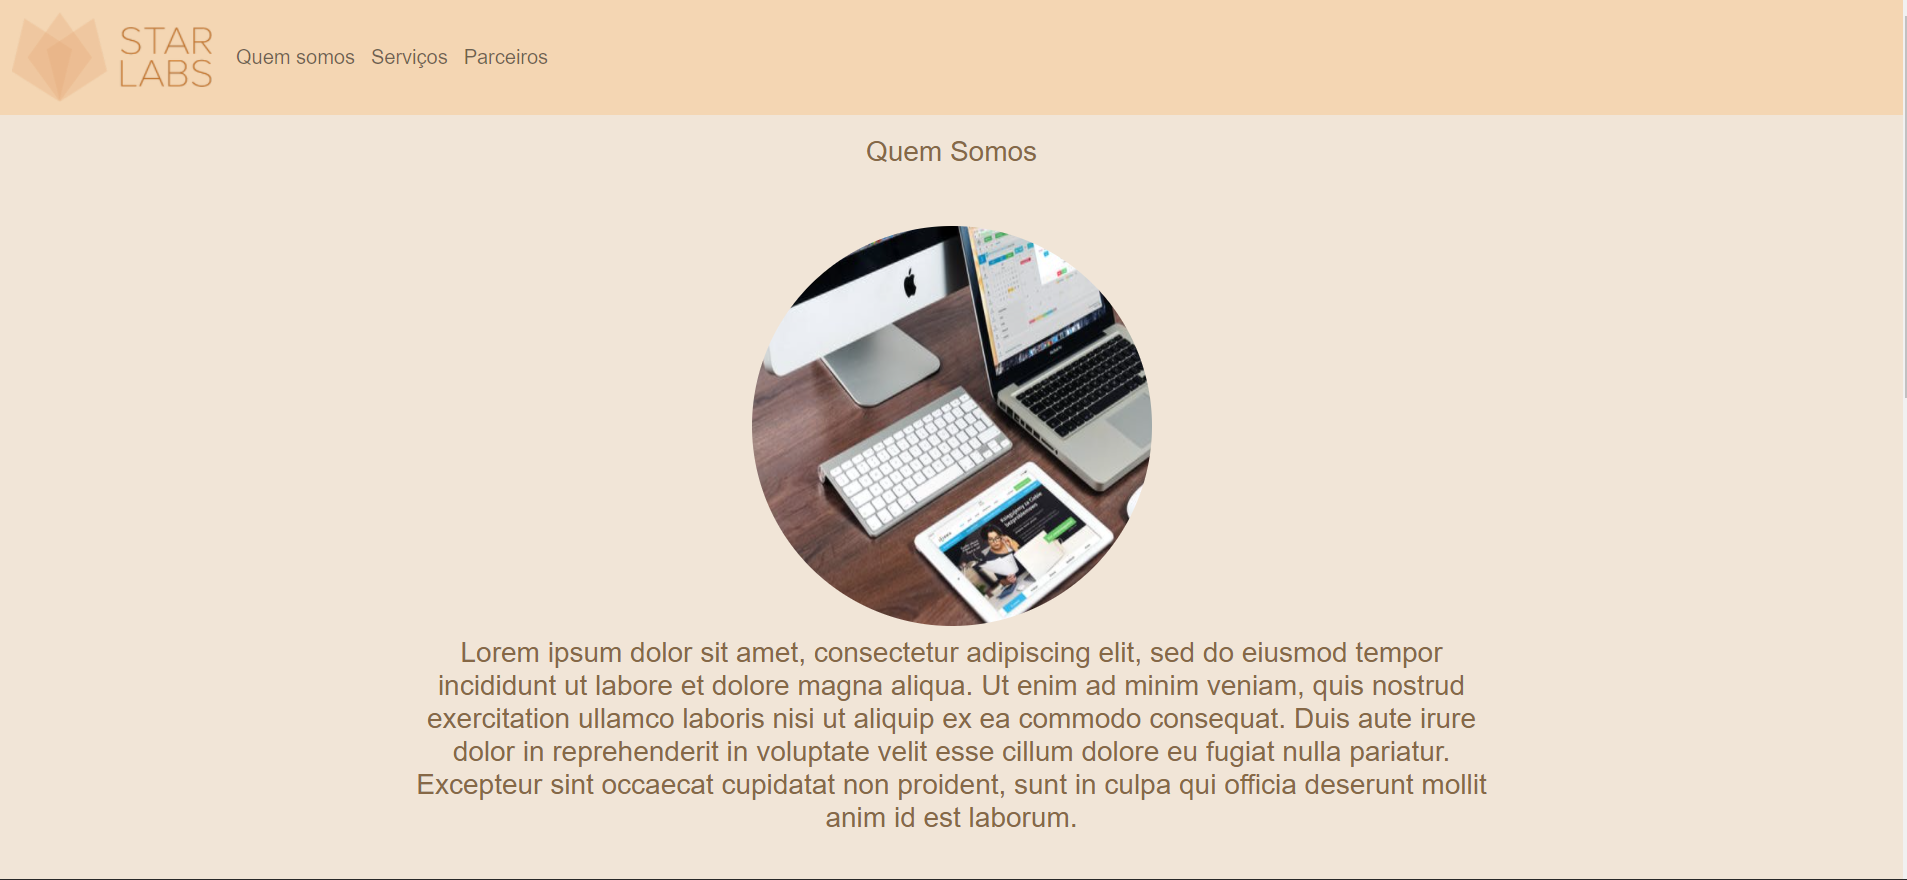 STAR
LABS
Quem somos Serviços Parceiros
Quem Somos
Lorem ipsum dolor sit amet, consectetur adipiscing elit, sed do eiusmod tempor
incididunt ut labore et dolore magna aliqua. Ut enim ad minim veniam, quis nostrud
exercitation ullamco laboris nisi ut aliquip ex ea commodo consequat. Duis aute irure
dolor in reprehenderit in voluptate velit esse cillum dolore eu fugiat nulla pariatur.
Excepteur sint occaecat cupidatat non proident, sunt in culpa qui officia deserunt mollit
anim id est laborum.